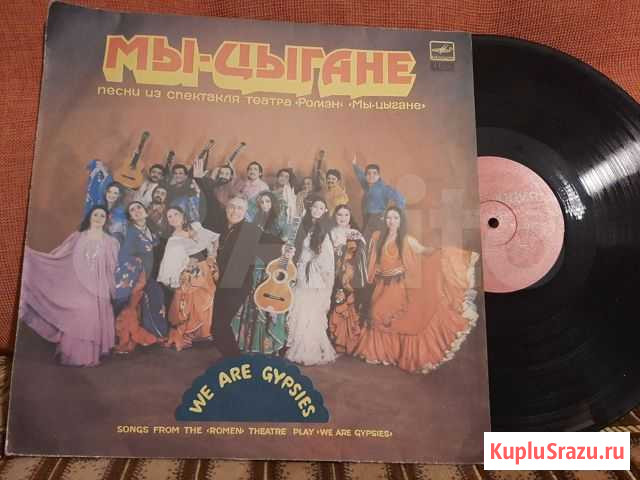 МЫ-ЦЫГАНЕ
песни из спектакля театра ‹Ромэн› ‹Мы-цыгане›
Avito
WE ARE GYPSIES
SONGS FROM THE ‹ROMEN› THEATRE PLAY ‹WE ARE GYPSIES›
KupluSrazu.ru